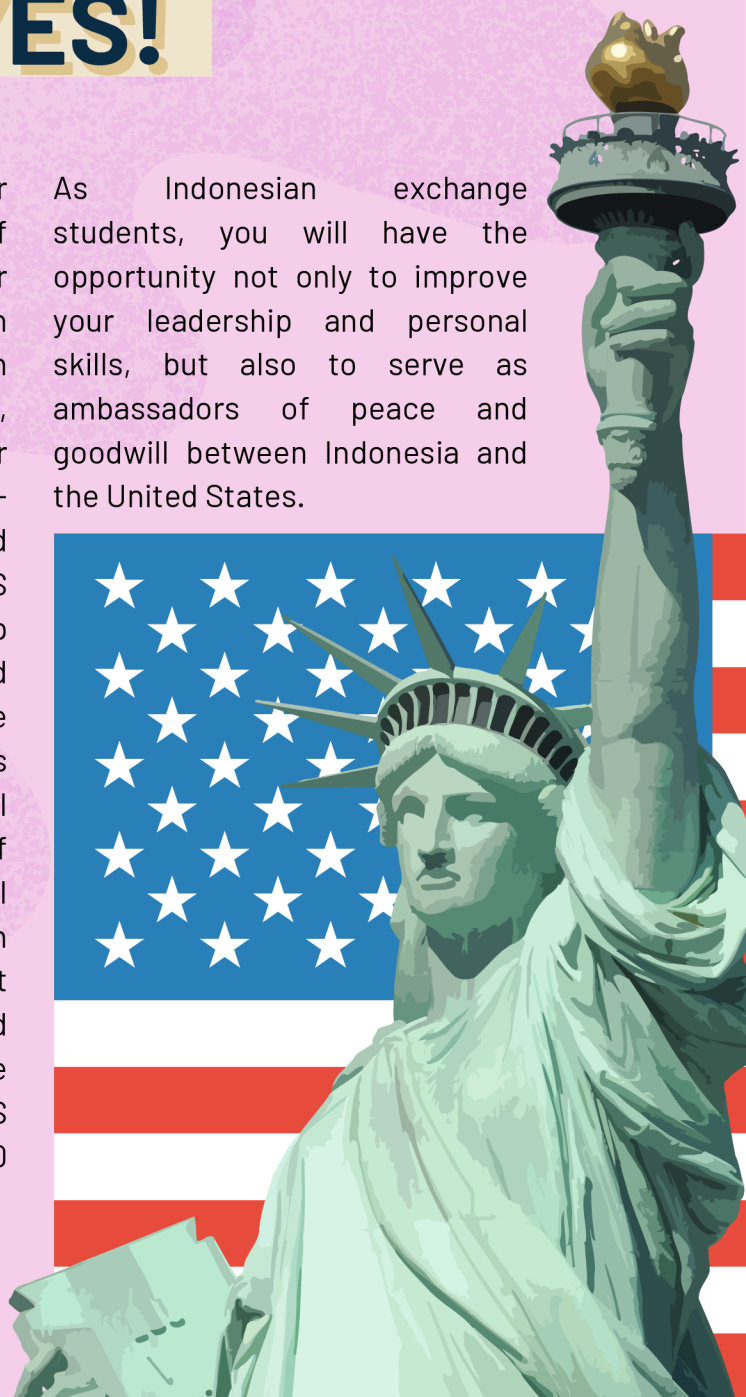 ES!
As Indonesian exchange
students, you will have the
opportunity not only to improve
your leadership and personal
skills, but also to serve as
ambassadors of peace and
goodwill between Indonesia and
the United States.